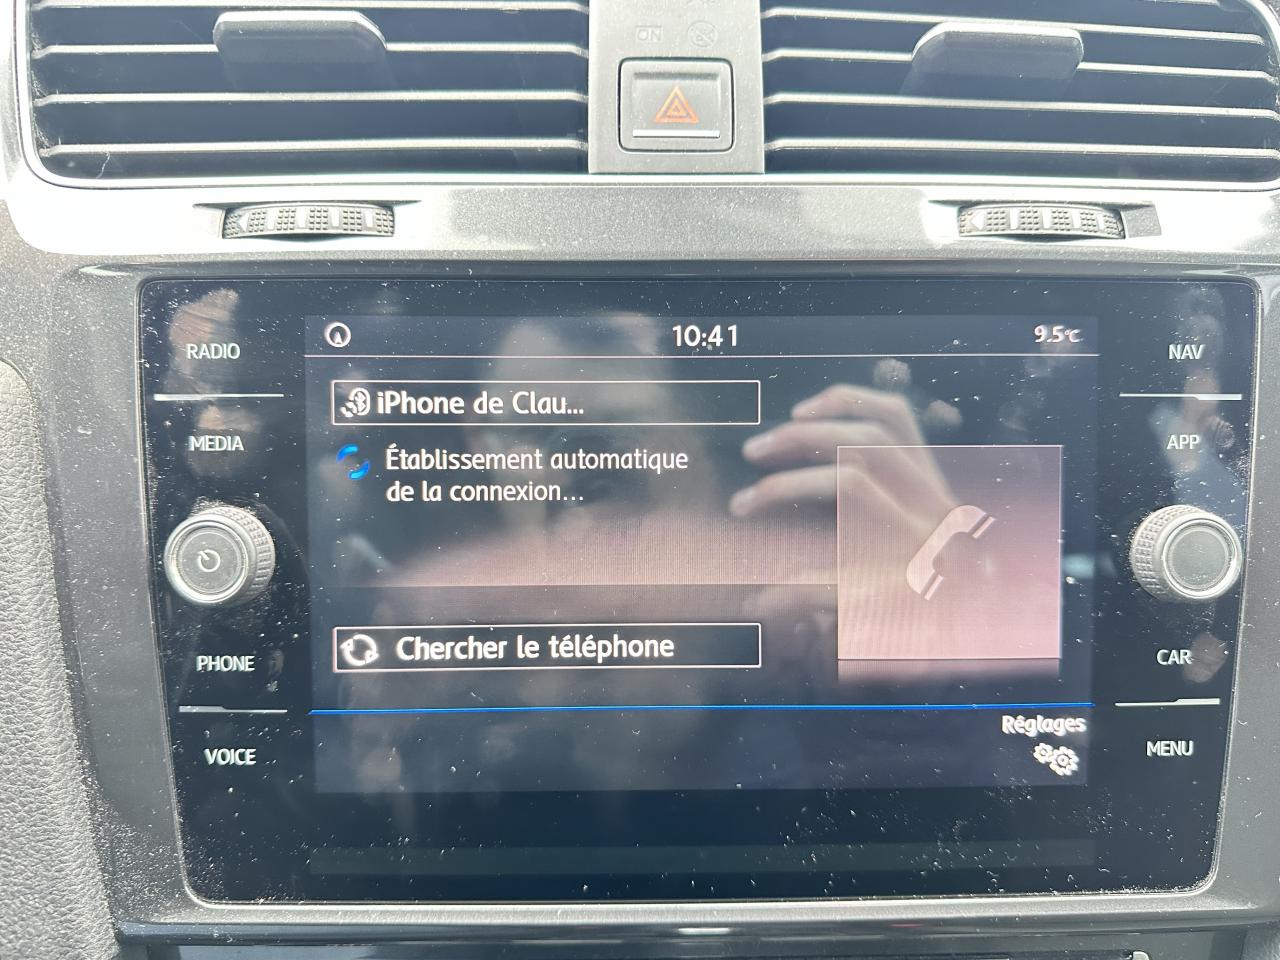 ON
RADIO
MEDIA
PHONE
VOICE
10:41
9.5°C
iPhone de Clau...
Établissement automatique
de la connexion...
Chercher le téléphone
Réglages
NAV
APP
CAR
MENU